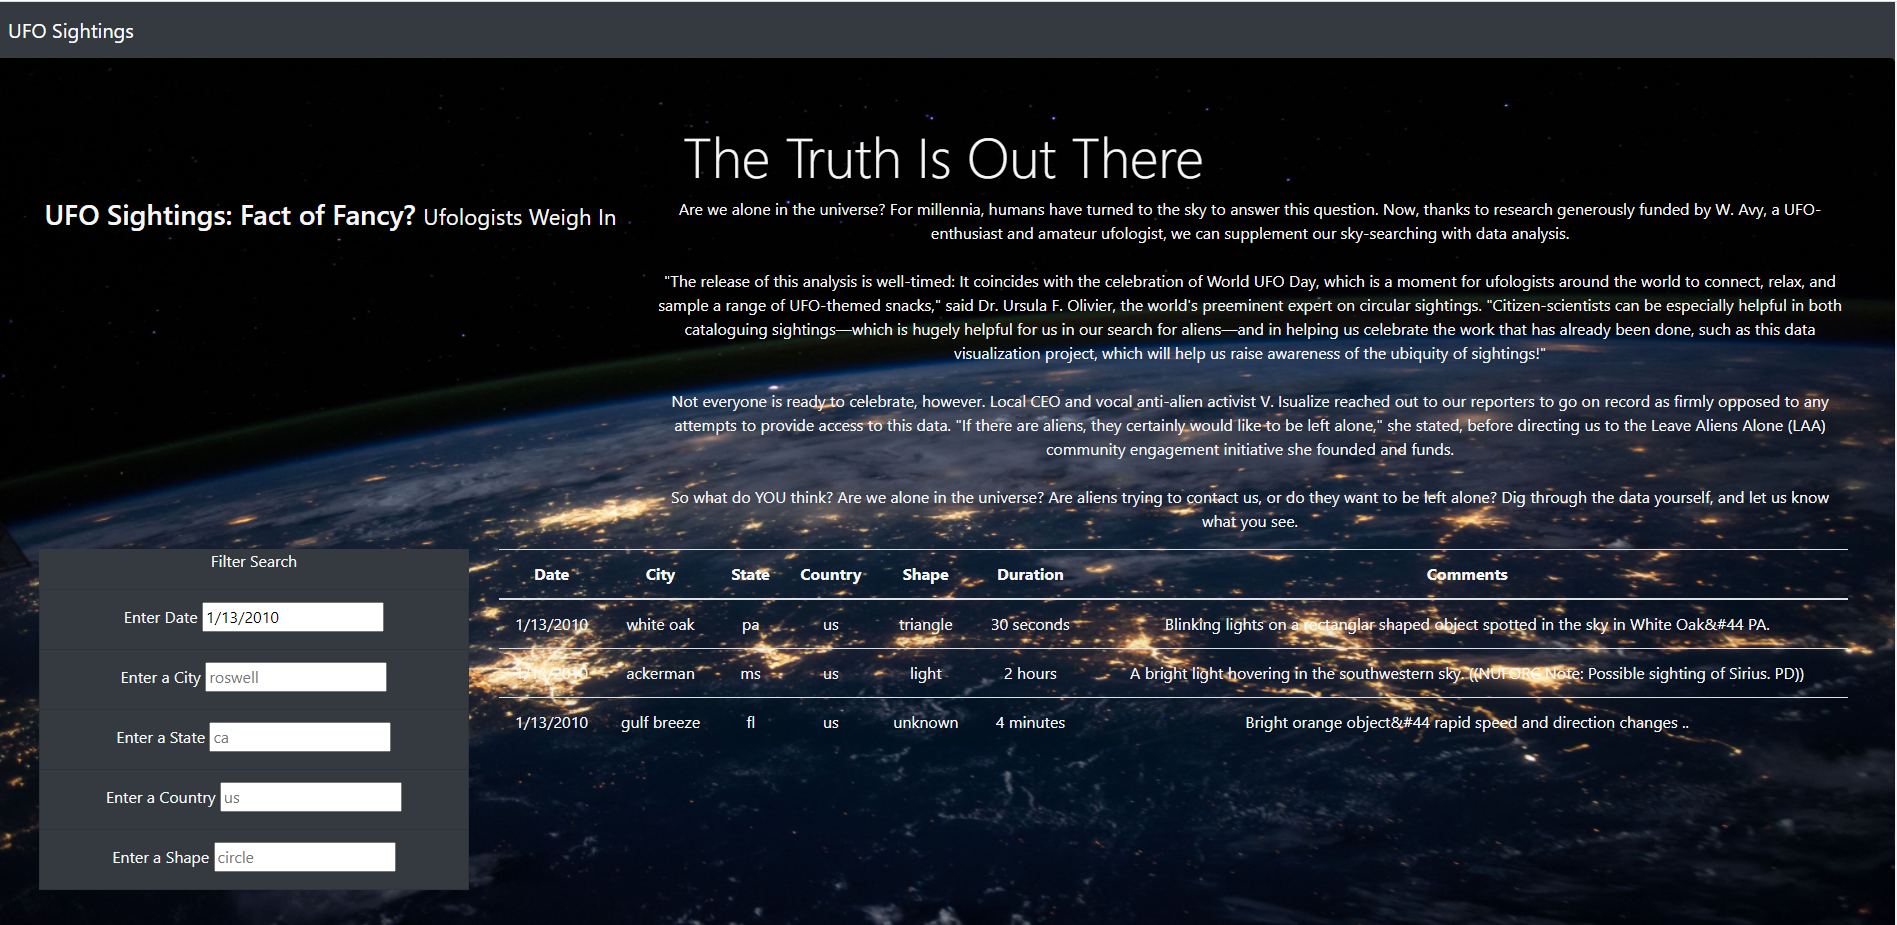 UFO Sightings
The Truth Is Out There
UFO Sightings: Fact of Fancy? Ufologists Weigh In
Are we alone in the universe? For millennia, humans have turned to the sky to answer this question. Now, thanks to research generously funded by W. Avy, a UFO-
enthusiast and amateur ufologist, we can supplement our sky-searching with data analysis.
"The release of this analysis is well-timed: It coincides with the celebration of World UFO Day, which is a moment for ufologists around the world to connect, relax, and
sample a range of UFO-themed snacks," said Dr. Ursula F. Olivier, the world's preeminent expert on circular sightings. "Citizen-scientists can be especially helpful in both
cataloguing sightings—which is hugely helpful for us in our search for aliens—and in helping us celebrate the work that has already been done, such as this data
visualization project, which will help us raise awareness of the ubiquity of sightings!"
Not everyone is ready to celebrate, however. Local CEO and vocal anti-alien activist V. Isualize reached out to our reporters to go on record as firmly opposed to any
attempts to provide access to this data. "If there are aliens, they certainly would like to be left alone," she stated, before directing us to the Leave Aliens Alone (LAA)
community engagement initiative she founded and funds.
So what do YOU think? Are we alone in the universe? Are aliens trying to contact us, or do they want to be left alone? Dig through the data yourself, and let us know
what you see.
Filter Search
Enter Date 1/13/2010
Enter a City roswell
Enter a State ca
Enter a Country us
Enter a Shape circle
Date City State Country Shape Duration Comments
1/13/2010 white oak pa us triangle 30 seconds Blinking lights on a rectanglar shaped object spotted in the sky in White Oak&#44 PA.
1/13/2010 ackerman ms us light 2 hours A bright light hovering in the southwestern sky. ((NUFORC Note: Possible sighting of Sirius. PD))
1/13/2010 gulf breeze fl us unknown 4 minutes Bright orange object&#44 rapid speed and direction changes ..